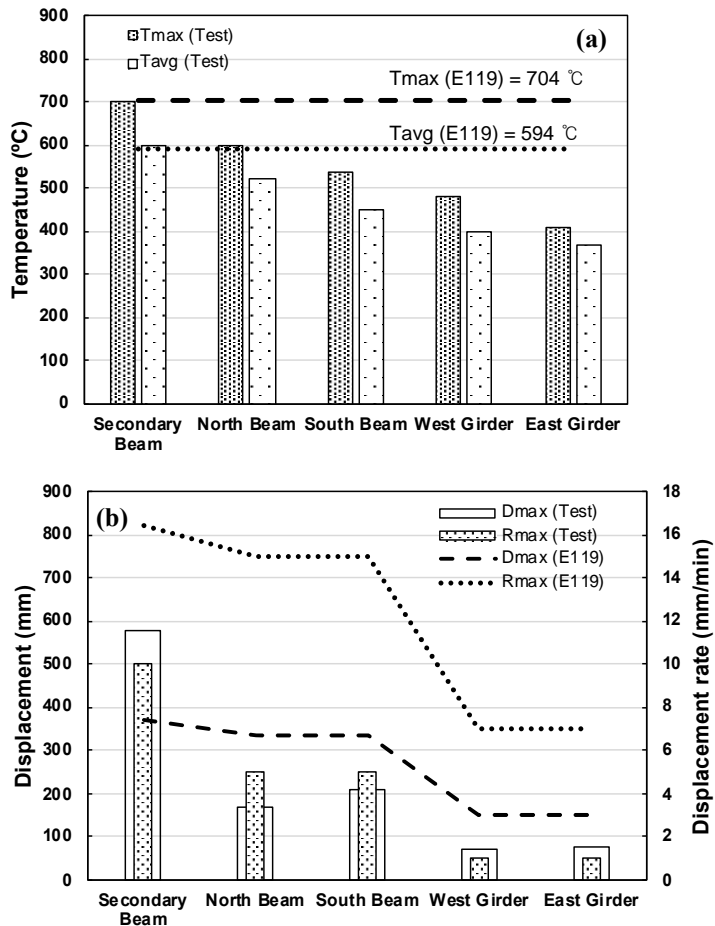 900
800
700
600
500
400
300
200
100
0
Temperature (ºC)
Tmax (Test)
Tavg (Test)
(a)
Tmax (E119) = 704 ℃
Tavg (E119) = 594 ℃
Secondary Beam
North Beam
South Beam
West Girder
East Girder
900
800
700
600
500
400
300
200
100
0
Displacement (mm)
(b)
Dmax (Test)
Rmax (Test)
Dmax (E119)
Rmax (E119)
18
16
14
12
10
8
6
4
2
0
Displacement rate (mm/min)
Secondary Beam
North Beam
South Beam
West Girder
East Girder